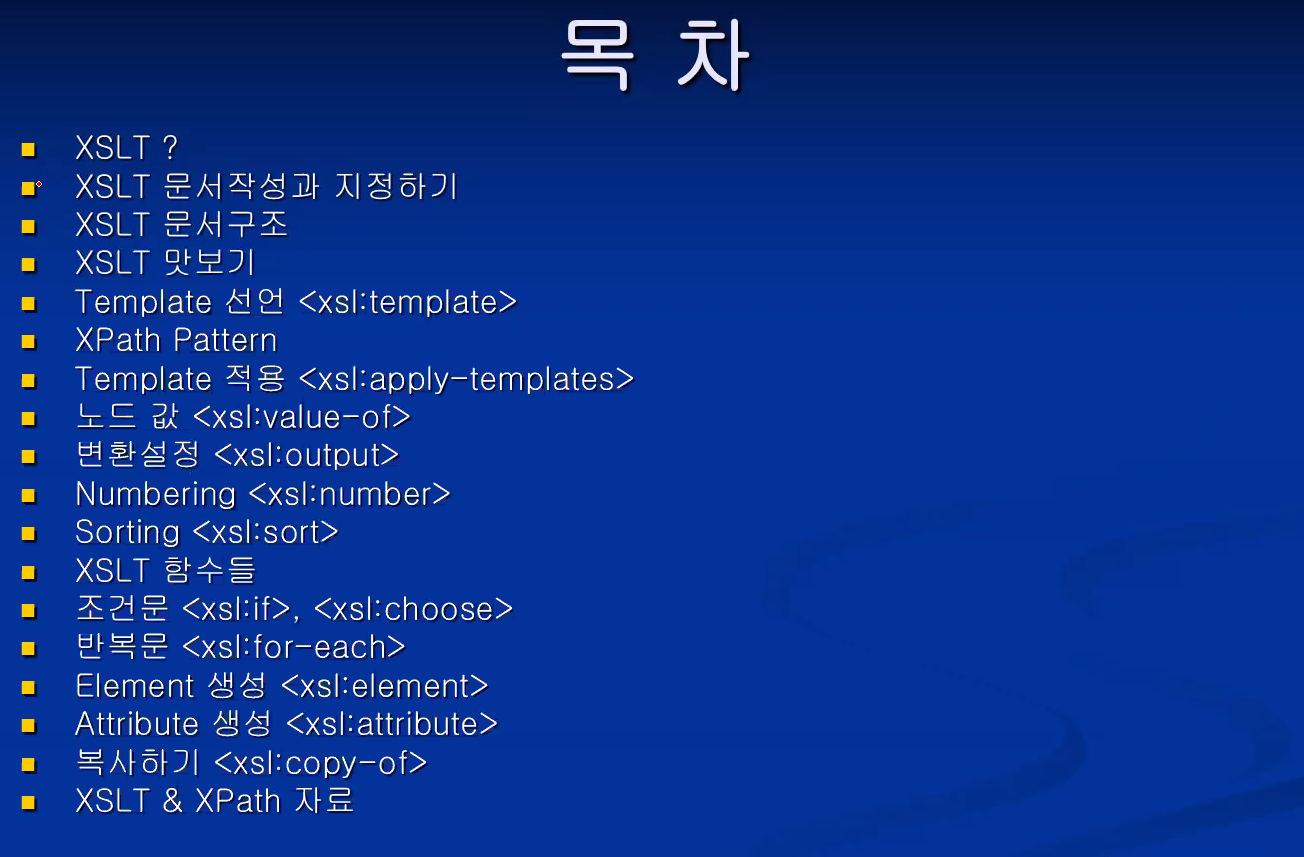 목 차
XSLT ?
XSLT 문서작성과 지정하기
XSLT 문서구조
XSLT 맛보기
Template 선언 <xsl:template>
XPath Pattern
Template 적용 <xsl:apply-templates>
노드 값 <xsl:value-of>
변환설정 <xsl:output>
Numbering <xsl:number>
Sorting <xsl:sort>
XSLT 함수들
조건문 <xsl:if>, <xsl:choose>
반복문 <xsl:for-each>
Element 생성 <xsl:element>
Attribute 생성 <xsl:attribute>
복사하기 <xsl:copy-of>
XSLT & XPath 자료